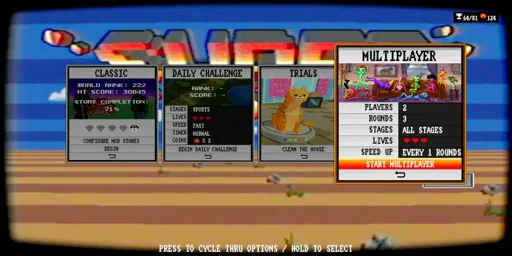 64/81 124
SUPER
CLASSIC
WORLD RANK: 222
HI SCORE: 30045
STORY COMPLETION:
71%
CONFIGURE MOD STONES
BEGIN
DAILY CHALLENGE
RANK: -
SCORE: -
STAGES SPORTS
LIVES
SPEED FAST
TIMER NORMAL
COINS X 2
BEGIN DAILY CHALLENGE
TRIALS
CLEAN THE HOUSE
MULTIPLAYER
PLAYERS 2
ROUNDS 3
STAGES ALL STAGES
LIVES
SPEED UP EVERY 1 ROUNDS
START MULTIPLAYER
PRESS TO CYCLE THRU OPTIONS / HOLD TO SELECT